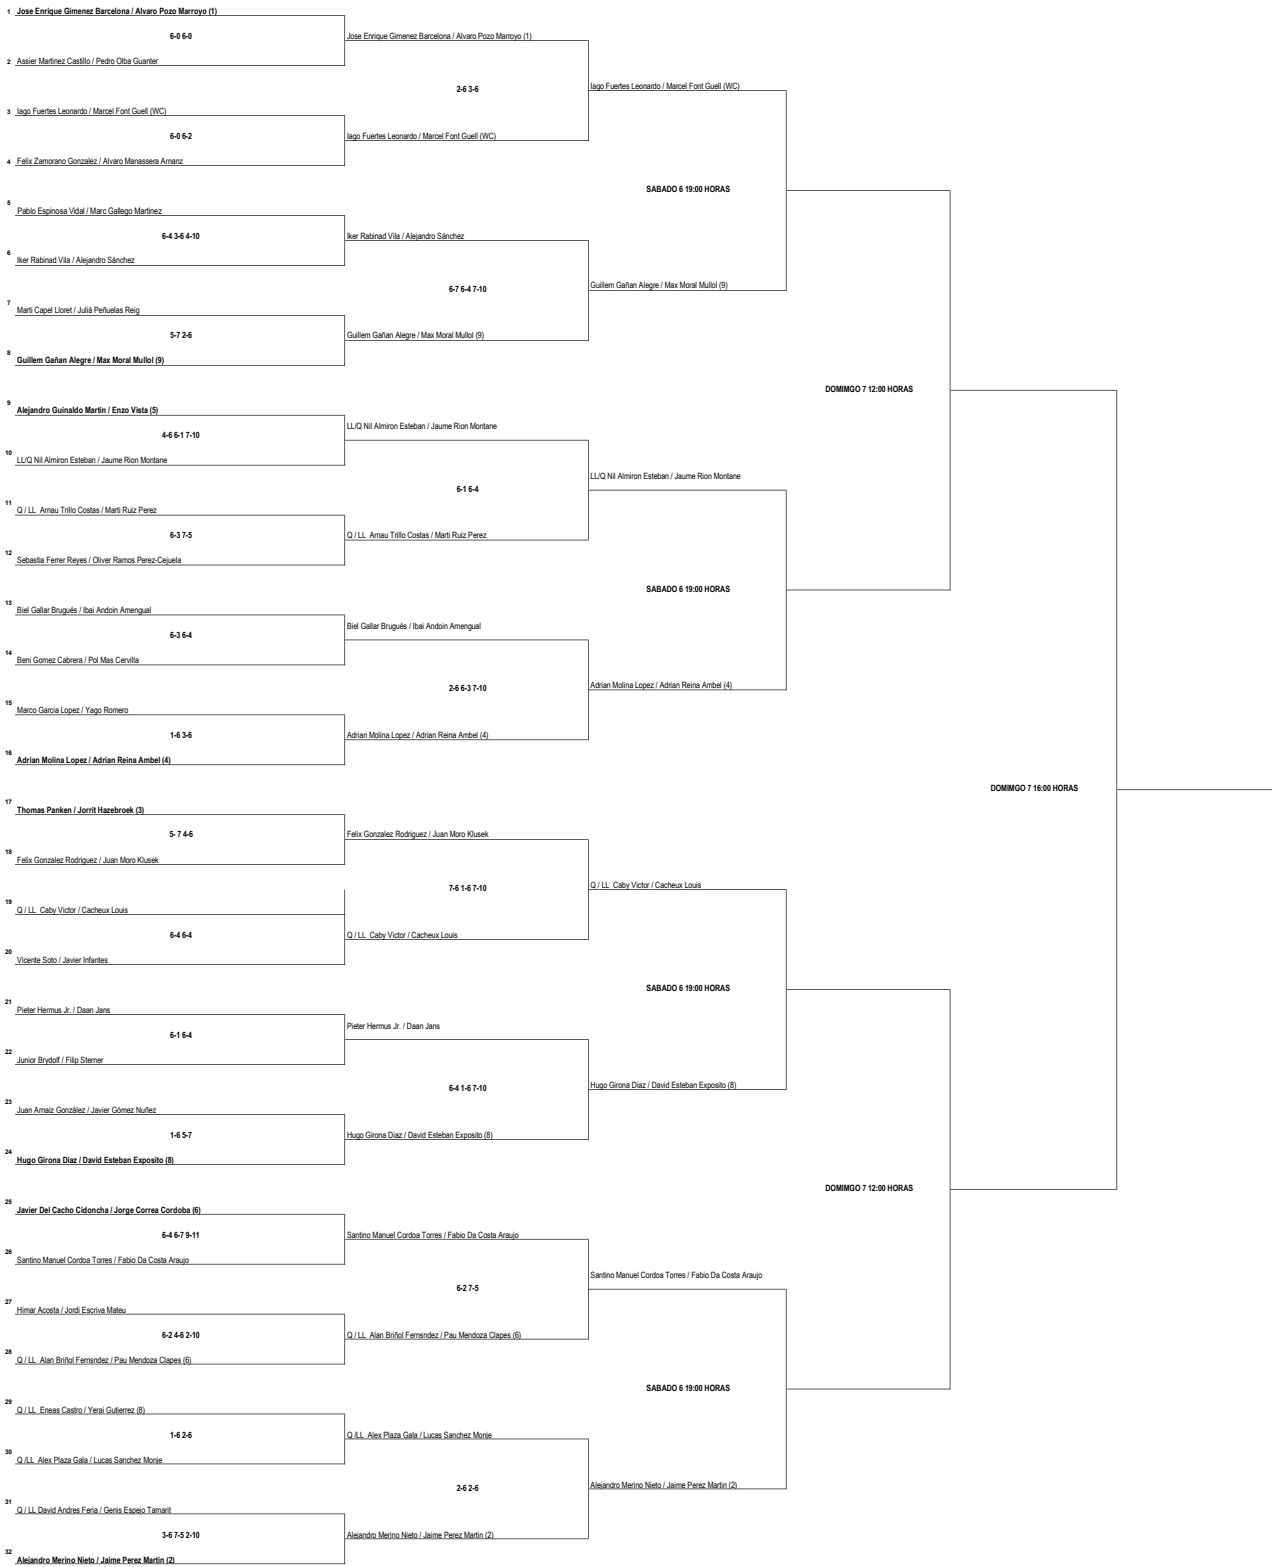 1 Jose Enrique Gimenez Barcelona / Alvaro Pozo Marroyo (1)
6-0 6-0
Jose Enrique Gimenez Barcelona / Alvaro Pozo Marroyo (1)
2 Assier Martinez Castillo / Pedro Olba Guanter
2-6 3-6
Iago Fuertes Leonardo / Marcel Font Guell (WC)
3 Iago Fuertes Leonardo / Marcel Font Guell (WC)
6-0 6-2
Iago Fuertes Leonardo / Marcel Font Guell (WC)
4 Felix Zamorano Gonzalez / Alvaro Manassera Arnanz
SABADO 6 19:00 HORAS
5 Pablo Espinosa Vidal / Marc Gallego Martinez
6-4 3-6 4-10
Iker Rabinad Vila / Alejandro Sánchez
6 Iker Rabinad Vila / Alejandro Sánchez
6-7 6-4 7-10
Guillem Gañan Alegre / Max Moral Mullol (9)
7 Marti Capel Lloret / Julià Peñuelas Reig
5-7 2-6
Guillem Gañan Alegre / Max Moral Mullol (9)
8 Guillem Gañan Alegre / Max Moral Mullol (9)
DOMIMGO 7 12:00 HORAS
9 Alejandro Guinaldo Martin / Enzo Vista (5)
4-6 6-1 7-10
LL/Q Nil Almiron Esteban / Jaume Rion Montane
10 LL/Q Nil Almiron Esteban / Jaume Rion Montane
LL/Q Nil Almiron Esteban / Jaume Rion Montane
6-1 6-4
11 Q / LL Arnau Trillo Costas / Marti Ruiz Perez
6-3 7-5
Q / LL Arnau Trillo Costas / Marti Ruiz Perez
12 Sebastia Ferrer Reyes / Oliver Ramos Perez-Cejuela
SABADO 6 19:00 HORAS
13 Biel Gallar Brugués / Ibai Andoin Amengual
6-3 6-4
Biel Gallar Brugués / Ibai Andoin Amengual
14 Beni Gomez Cabrera / Pol Mas Cervilla
2-6 6-3 7-10
Adrian Molina Lopez / Adrian Reina Ambel (4)
15 Marco Garcia Lopez / Yago Romero
1-6 3-6
Adrian Molina Lopez / Adrian Reina Ambel (4)
16 Adrian Molina Lopez / Adrian Reina Ambel (4)
DOMIMGO 7 16:00 HORAS
17 Thomas Panken / Jorrit Hazebroek (3)
5- 7 4-6
Felix Gonzalez Rodriguez / Juan Moro Klusek
18 Felix Gonzalez Rodriguez / Juan Moro Klusek
7-6 1-6 7-10
Q / LL Caby Victor / Cacheux Louis
19 Q / LL Caby Victor / Cacheux Louis
6-4 6-4
Q / LL Caby Victor / Cacheux Louis
20 Vicente Soto / Javier Infantes
SABADO 6 19:00 HORAS
21 Pieter Hermus Jr. / Daan Jans
6-1 6-4
Pieter Hermus Jr. / Daan Jans
22 Junior Brydolf / Filip Sterner
6-4 1-6 7-10
Hugo Girona Diaz / David Esteban Exposito (8)
23 Juan Arnaiz González / Javier Gómez Nuñez
1-6 5-7
Hugo Girona Diaz / David Esteban Exposito (8)
24 Hugo Girona Diaz / David Esteban Exposito (8)
DOMIMGO 7 12:00 HORAS
25 Javier Del Cacho Cidoncha / Jorge Correa Cordoba (6)
6-4 6-7 9-11
Santino Manuel Cordoa Torres / Fabio Da Costa Araujo
26 Santino Manuel Cordoa Torres / Fabio Da Costa Araujo
6-2 7-5
Santino Manuel Cordoa Torres / Fabio Da Costa Araujo
27 Himar Acosta / Jordi Escriva Mateu
6-2 4-6 2-10
Q / LL Alan Briñol Fernsndez / Pau Mendoza Clapes (6)
28 Q / LL Alan Briñol Fernsndez / Pau Mendoza Clapes (6)
SABADO 6 19:00 HORAS
29 Q / LL Eneas Castro / Yerai Gutierrez (8)
1-6 2-6
Q /LL Alex Plaza Gala / Lucas Sanchez Monje
30 Q /LL Alex Plaza Gala / Lucas Sanchez Monje
2-6 2-6
Alejandro Merino Nieto / Jaime Perez Martin (2)
31 Q / LL David Andres Feria / Genis Espejo Tamarit
3-6 7-5 2-10
Alejandro Merino Nieto / Jaime Perez Martin (2)
32 Alejandro Merino Nieto / Jaime Perez Martin (2)